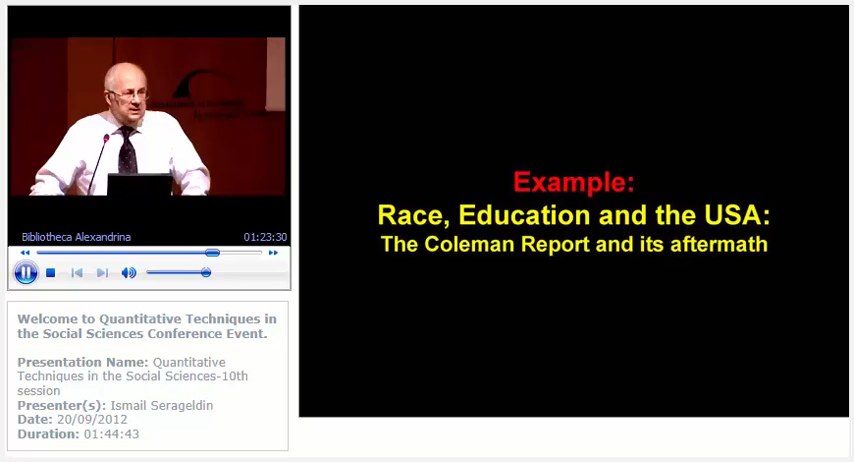 Bibliotheca Alexandrina 01:23:30
Welcome to Quantitative Techniques in
the Social Sciences Conference Event.
Presentation Name: Quantitative
Techniques in the Social Sciences-10th
session
Presenter(s): Ismail Serageldin
Date: 20/09/2012
Duration: 01:44:43
Example:
Race, Education and the USA:
The Coleman Report and its aftermath